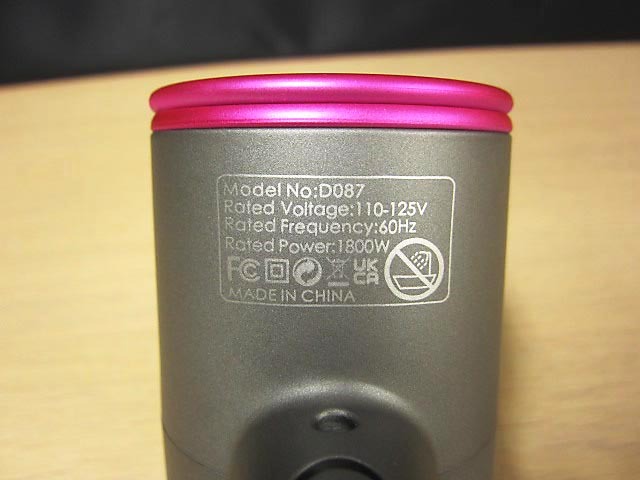 Model No:D087
Rated Voltage:110-125V
Rated Frequency:60Hz
Rated Power:1800W
FC UK CA
MADE IN CHINA